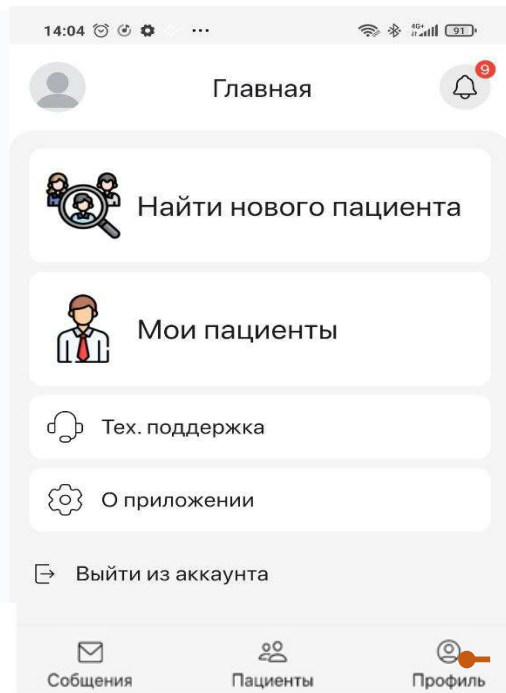 14:04
4G+
91
Главная
9
Найти нового пациента
Мои пациенты
Тех. поддержка
О приложении
Выйти из аккаунта
Собщения
Пациенты
Профиль